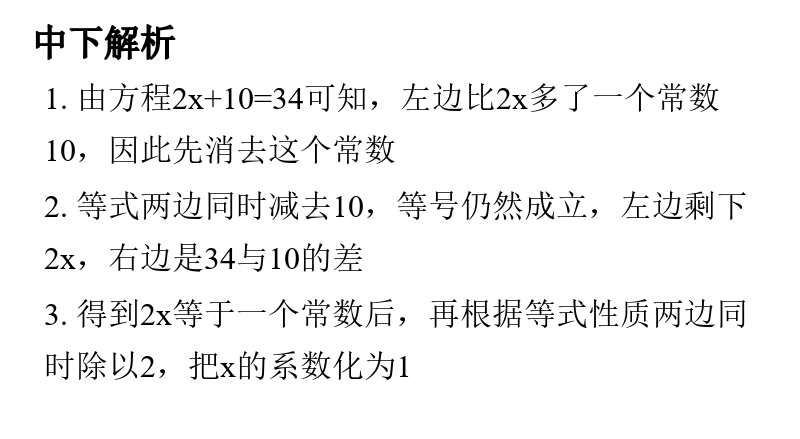 中下解析
1. 由方程2x+10=34可知，左边比2x多了一个常数
10，因此先消去这个常数
2. 等式两边同时减去10，等号仍然成立，左边剩下
2x，右边是34与10的差
3. 得到2x等于一个常数后，再根据等式性质两边同
时除以2，把x的系数化为1